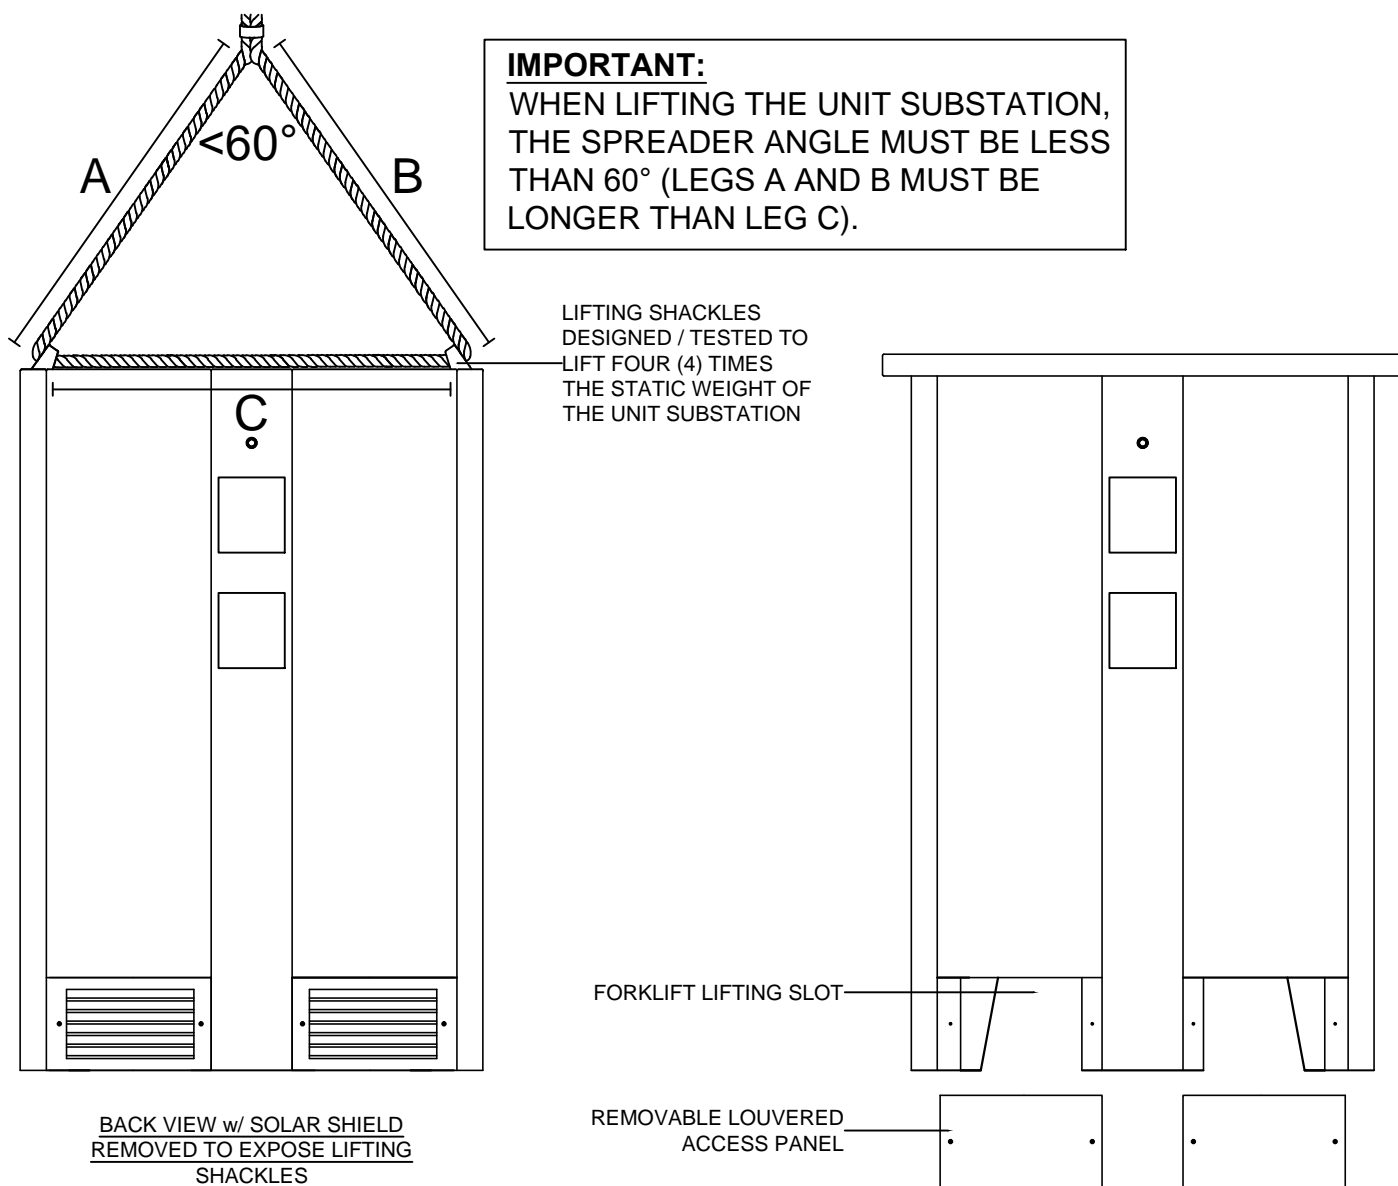 IMPORTANT:
WHEN LIFTING THE UNIT SUBSTATION,
THE SPREADER ANGLE MUST BE LESS
THAN 60° (LEGS A AND B MUST BE
LONGER THAN LEG C).
<60°
A
B
C
LIFTING SHACKLES
DESIGNED / TESTED TO
LIFT FOUR (4) TIMES
THE STATIC WEIGHT OF
THE UNIT SUBSTATION
FORKLIFT LIFTING SLOT
REMOVABLE LOUVERED
ACCESS PANEL
BACK VIEW w/ SOLAR SHIELD
REMOVED TO EXPOSE LIFTING
SHACKLES